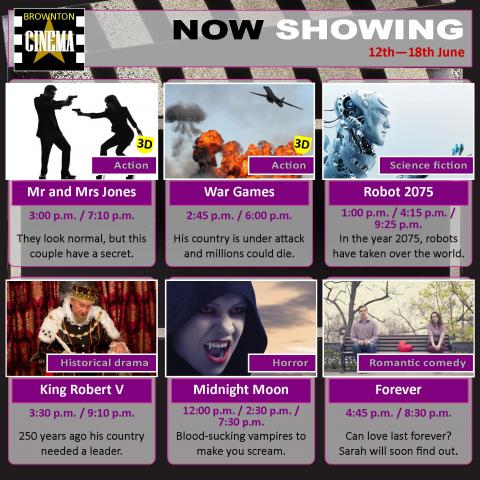 BROWNTON
CINEMA
NOW SHOWING
12th—18th June
3D
Action
Mr and Mrs Jones
3:00 p.m. / 7:10 p.m.
They look normal, but this
couple have a secret.
3D
Action
War Games
2:45 p.m. / 6:00 p.m.
His country is under attack
and millions could die.
Science fiction
Robot 2075
1:00 p.m. / 4:15 p.m. /
9:25 p.m.
In the year 2075, robots
have taken over the world.
Historical drama
King Robert V
3:30 p.m. / 9:10 p.m.
250 years ago his country
needed a leader.
Horror
Midnight Moon
12:00 p.m. / 2:30 p.m. /
7:30 p.m.
Blood-sucking vampires to
make you scream.
Romantic comedy
Forever
4:45 p.m. / 8:30 p.m.
Can love last forever?
Sarah will soon find out.